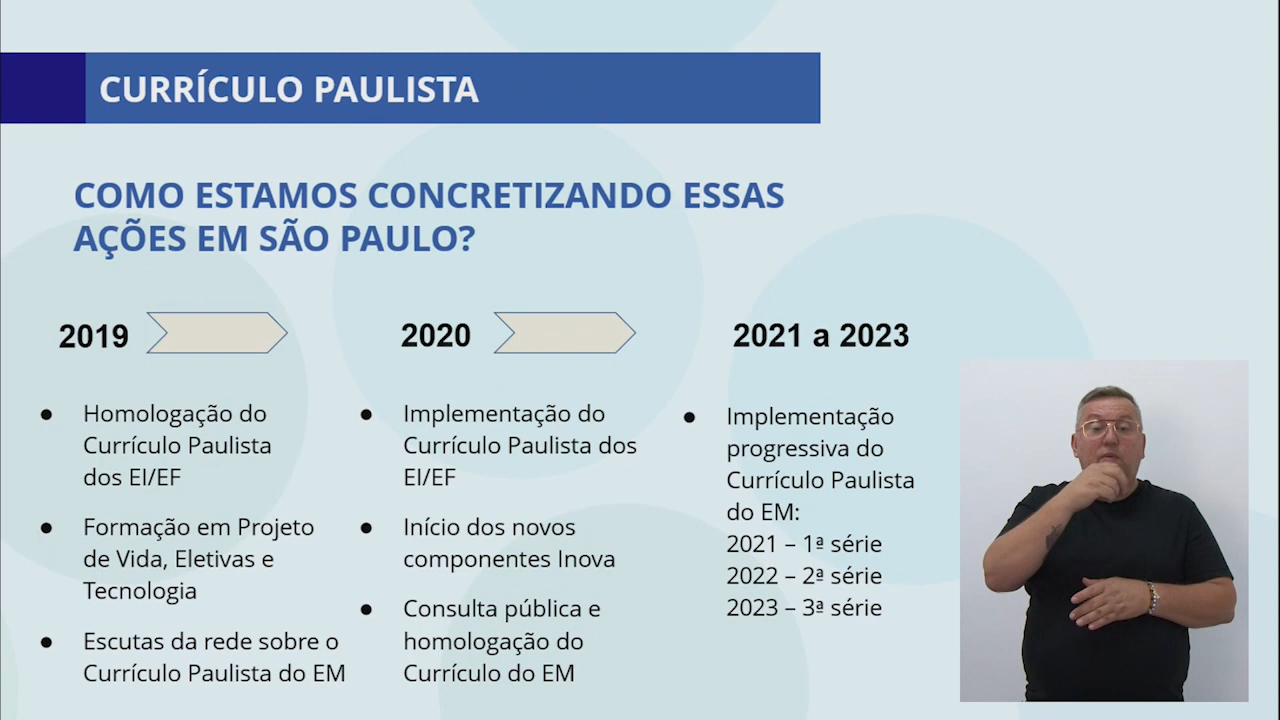 CURRÍCULO PAULISTA
COMO ESTAMOS CONCRETIZANDO ESSAS
AÇÕES EM SÃO PAULO?
2019
● Homologação do
Currículo Paulista
dos EI/EF
● Formação em Projeto
de Vida, Eletivas e
Tecnologia
● Escutas da rede sobre o
Currículo Paulista do EM
2020
● Implementação do
Currículo Paulista dos
EI/EF
● Início dos novos
componentes Inova
● Consulta pública e
homologação do
Currículo do EM
2021 a 2023
● Implementação
progressiva do
Currículo Paulista
do EM:
2021 – 1ª série
2022 – 2ª série
2023 – 3ª série